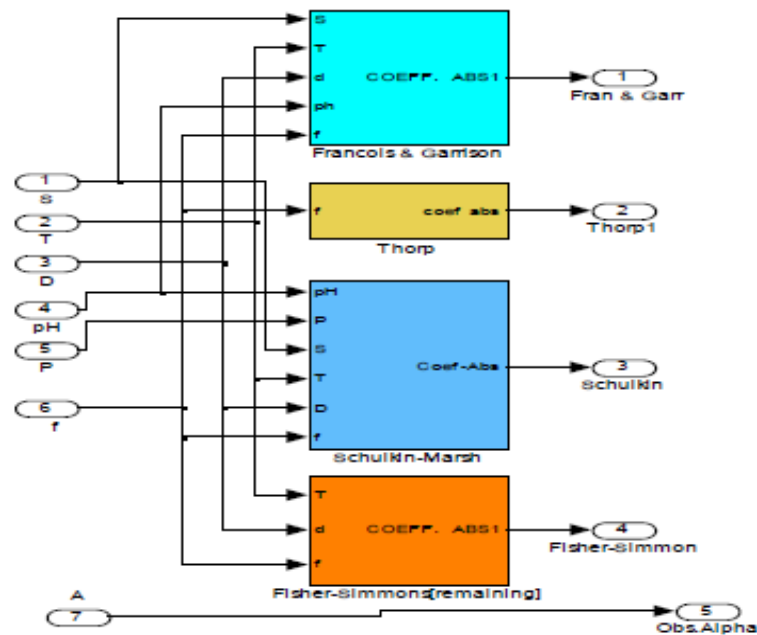 S
T
d COEFF. ABS1
ph
f
1
Fran & Garr
Francois & Garrison
1
S
2
T
3
D
4
pH
5
P
6
f
f coef abs
Thorp
2
Thorp1
pH
P
S
T Coef-Abs
D
f
Schulkin-Marsh
3
Schulkin
T
d COEFF. ABS1
f
Fisher-Simmons[remaining]
4
Fisher-Simmon
A
7
5
Obs.Alpha